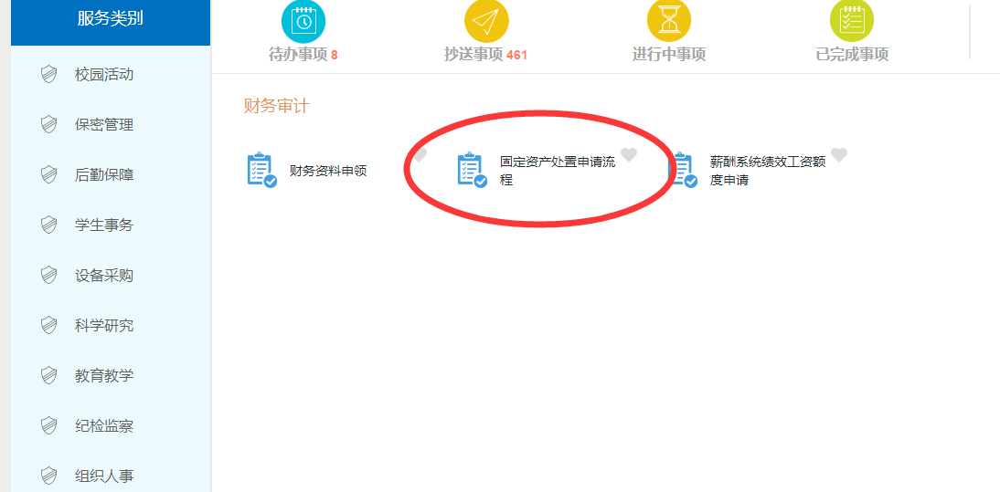 服务类别
校园活动
保密管理
后勤保障
学生事务
设备采购
科学研究
教育教学
纪检监察
组织人事
待办事项 8
抄送事项 461
进行中事项
已完成事项
财务审计
财务资料申领
固定资产处置申请流
程
薪酬系统绩效工资额
度申请